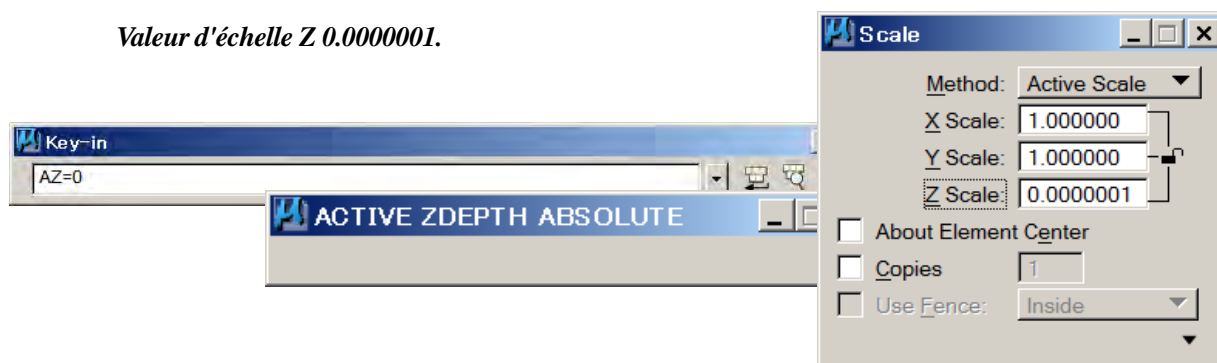 Valeur d'échelle Z 0.0000001.
Key-in
AZ=0
ACTIVE ZDEPTH ABSOLUTE
Scale
Method: Active Scale
X Scale: 1.000000
Y Scale: 1.000000
Z Scale: 0.0000001
About Element Center
Copies 1
Use Fence: Inside